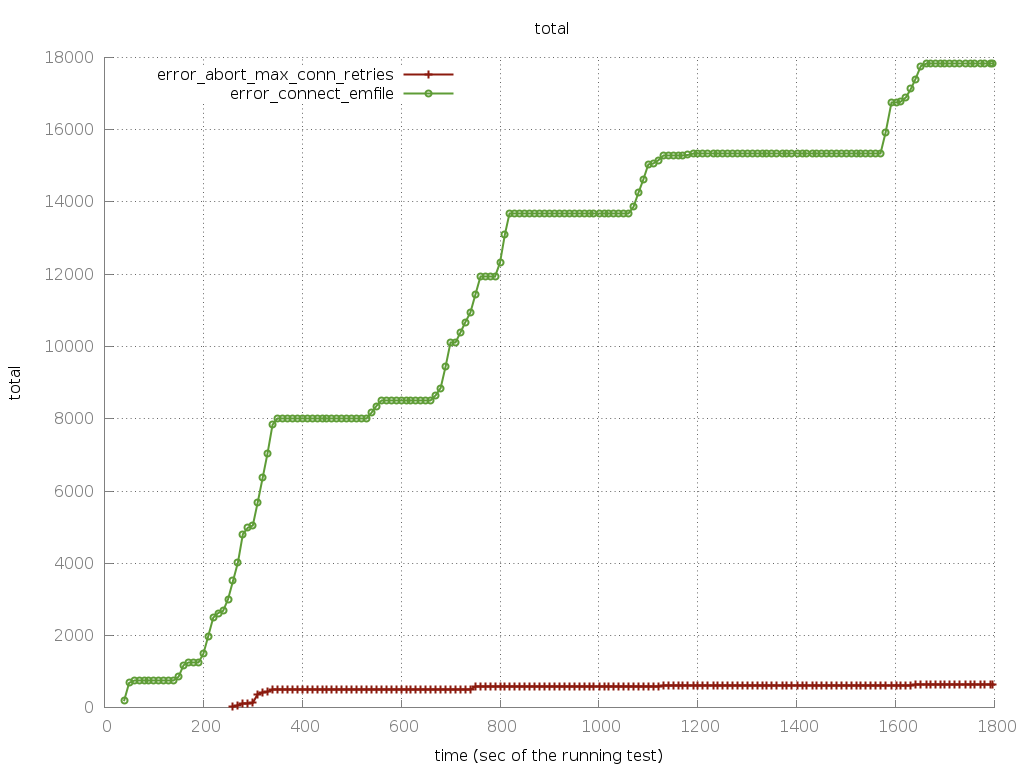 total
error_abort_max_conn_retries
error_connect_emfile
18000
16000
14000
12000
10000
8000
6000
4000
2000
0
total
0 200 400 600 800 1000 1200 1400 1600 1800
time (sec of the running test)